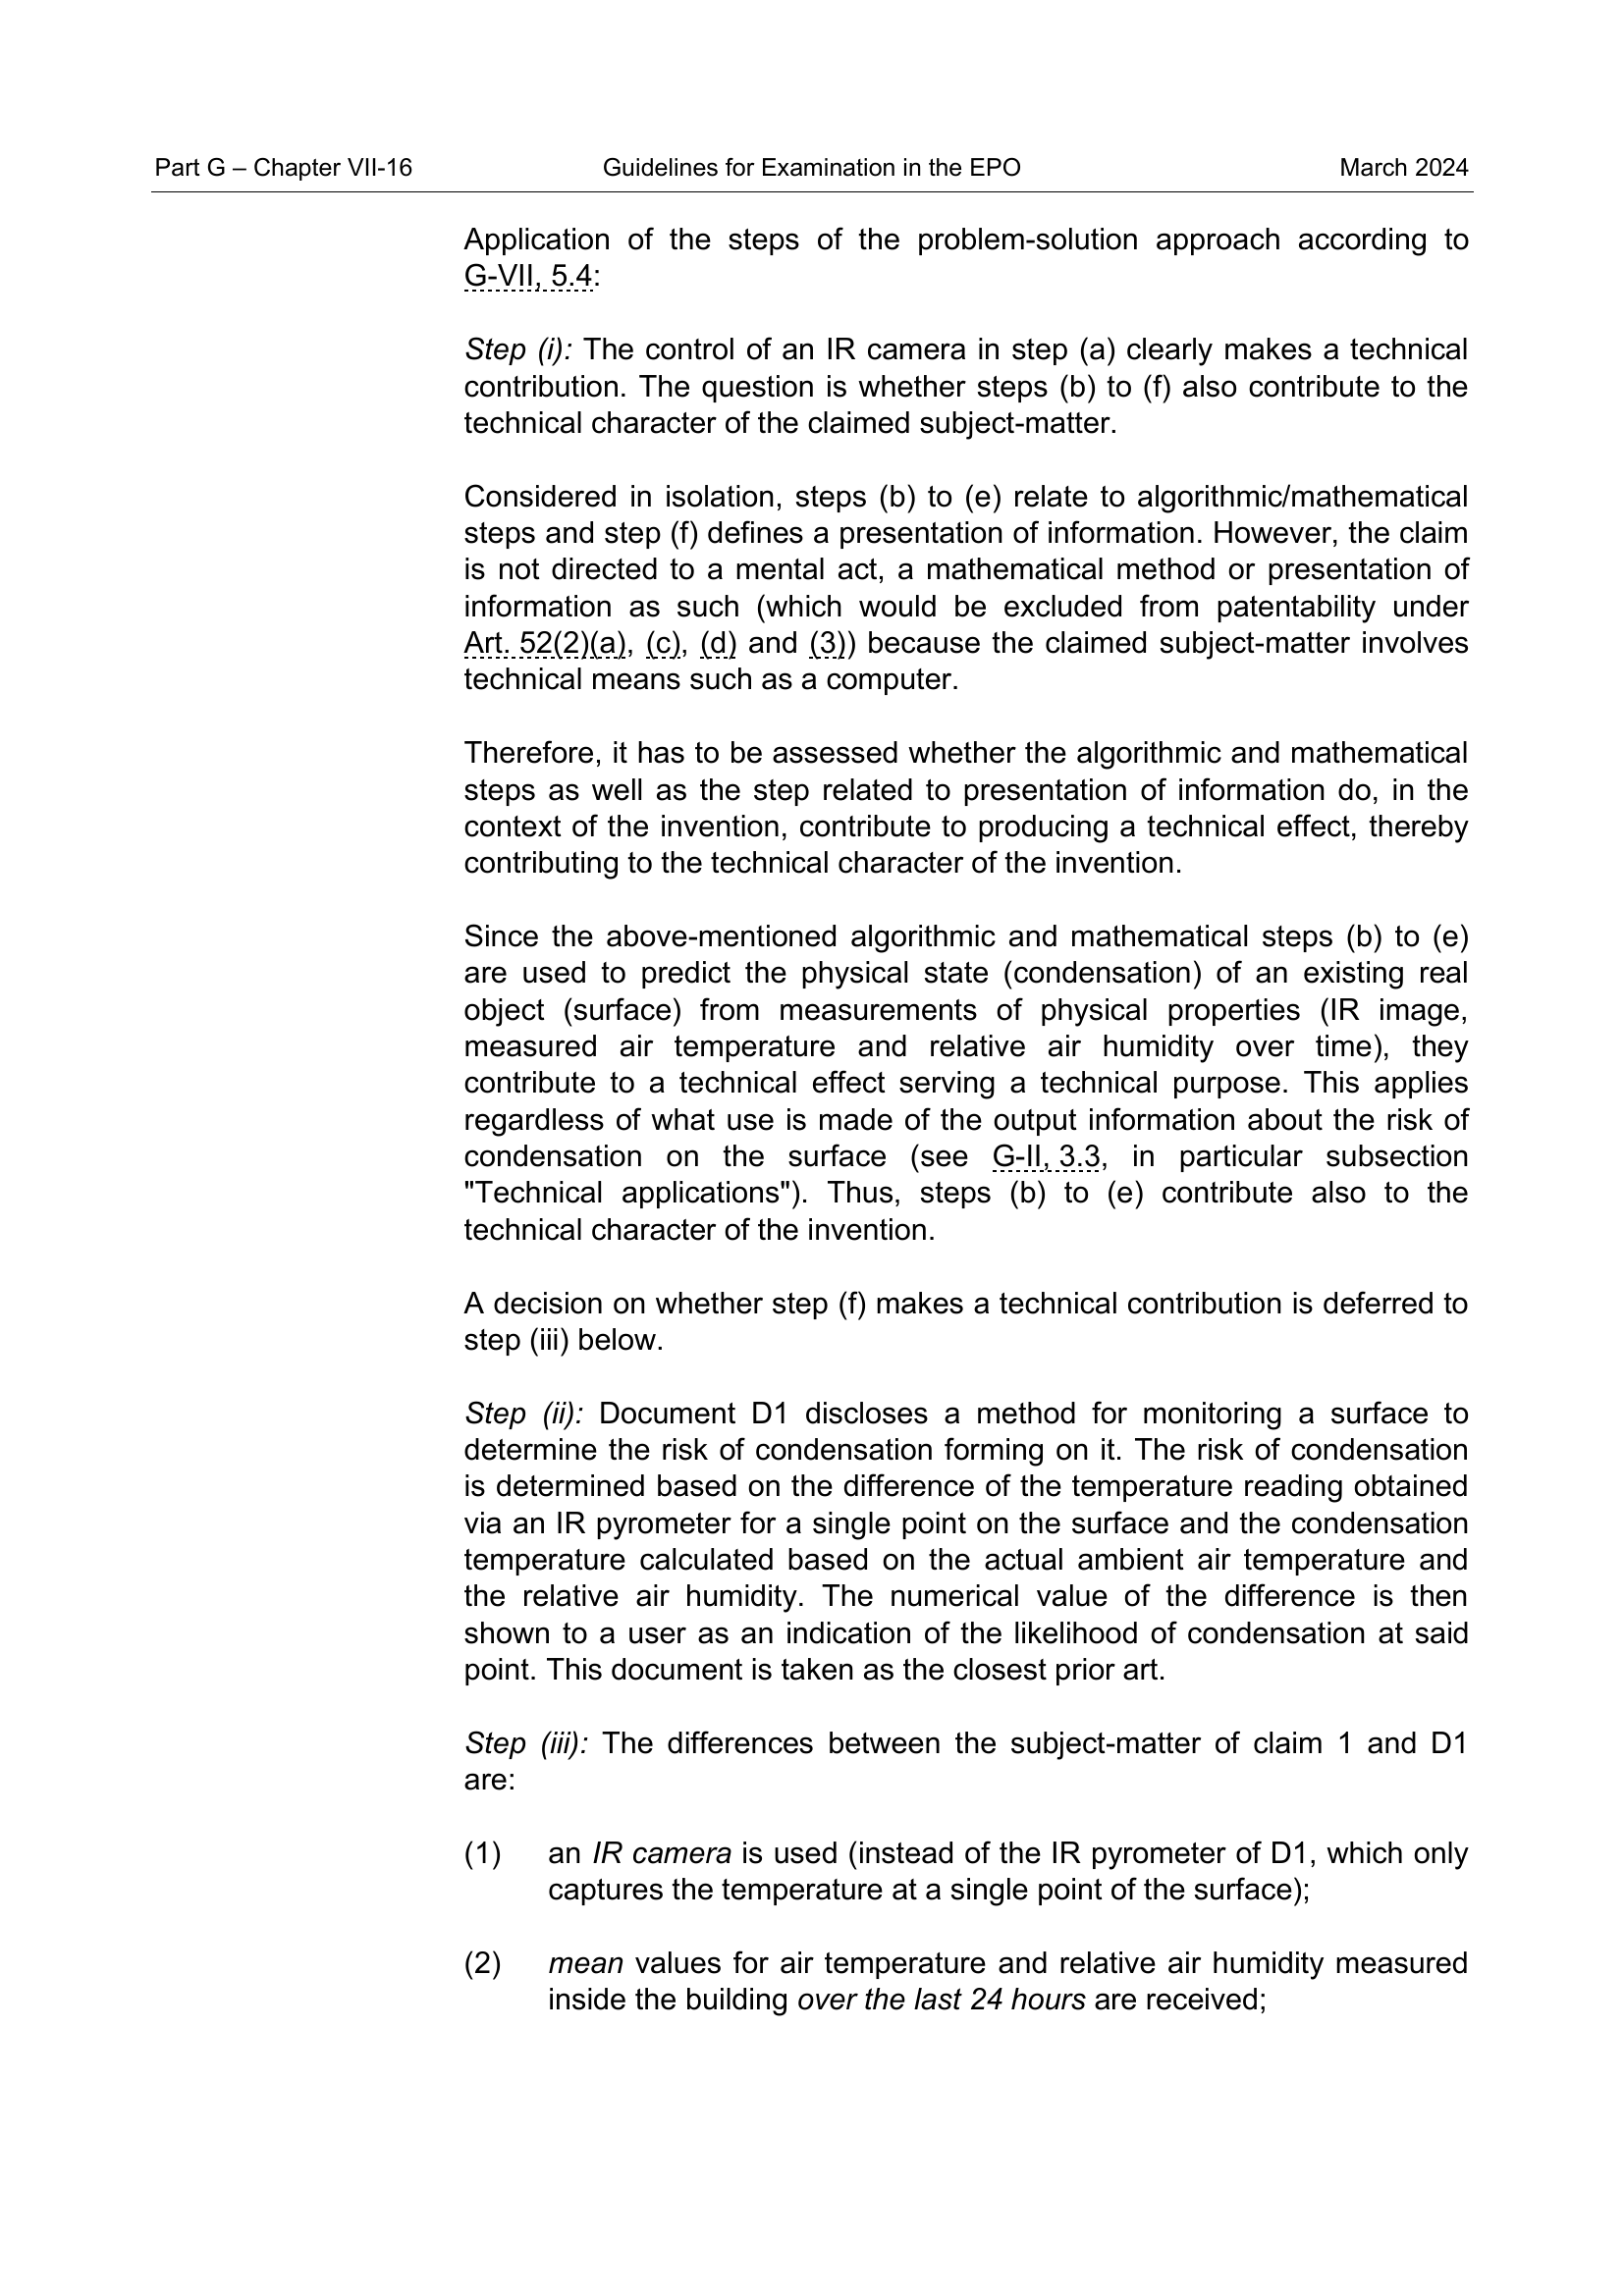 Part G – Chapter VII-16 Guidelines for Examination in the EPO March 2024
Application of the steps of the problem-solution approach according to
G-VII, 5.4:
Step (i): The control of an IR camera in step (a) clearly makes a technical
contribution. The question is whether steps (b) to (f) also contribute to the
technical character of the claimed subject-matter.
Considered in isolation, steps (b) to (e) relate to algorithmic/mathematical
steps and step (f) defines a presentation of information. However, the claim
is not directed to a mental act, a mathematical method or presentation of
information as such (which would be excluded from patentability under
Art. 52(2)(a), (c), (d) and (3)) because the claimed subject-matter involves
technical means such as a computer.
Therefore, it has to be assessed whether the algorithmic and mathematical
steps as well as the step related to presentation of information do, in the
context of the invention, contribute to producing a technical effect, thereby
contributing to the technical character of the invention.
Since the above-mentioned algorithmic and mathematical steps (b) to (e)
are used to predict the physical state (condensation) of an existing real
object (surface) from measurements of physical properties (IR image,
measured air temperature and relative air humidity over time), they
contribute to a technical effect serving a technical purpose. This applies
regardless of what use is made of the output information about the risk of
condensation on the surface (see G-II, 3.3, in particular subsection
"Technical applications"). Thus, steps (b) to (e) contribute also to the
technical character of the invention.
A decision on whether step (f) makes a technical contribution is deferred to
step (iii) below.
Step (ii): Document D1 discloses a method for monitoring a surface to
determine the risk of condensation forming on it. The risk of condensation
is determined based on the difference of the temperature reading obtained
via an IR pyrometer for a single point on the surface and the condensation
temperature calculated based on the actual ambient air temperature and
the relative air humidity. The numerical value of the difference is then
shown to a user as an indication of the likelihood of condensation at said
point. This document is taken as the closest prior art.
Step (iii): The differences between the subject-matter of claim 1 and D1
are:
(1) an IR camera is used (instead of the IR pyrometer of D1, which only
captures the temperature at a single point of the surface);
(2) mean values for air temperature and relative air humidity measured
inside the building over the last 24 hours are received;